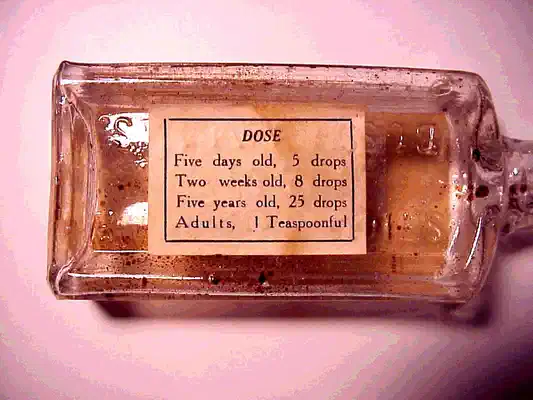 DOSE
Five days old, 5 drops
Two weeks old, 8 drops
Five years old, 25 drops
Adults, 1 Teaspoonful